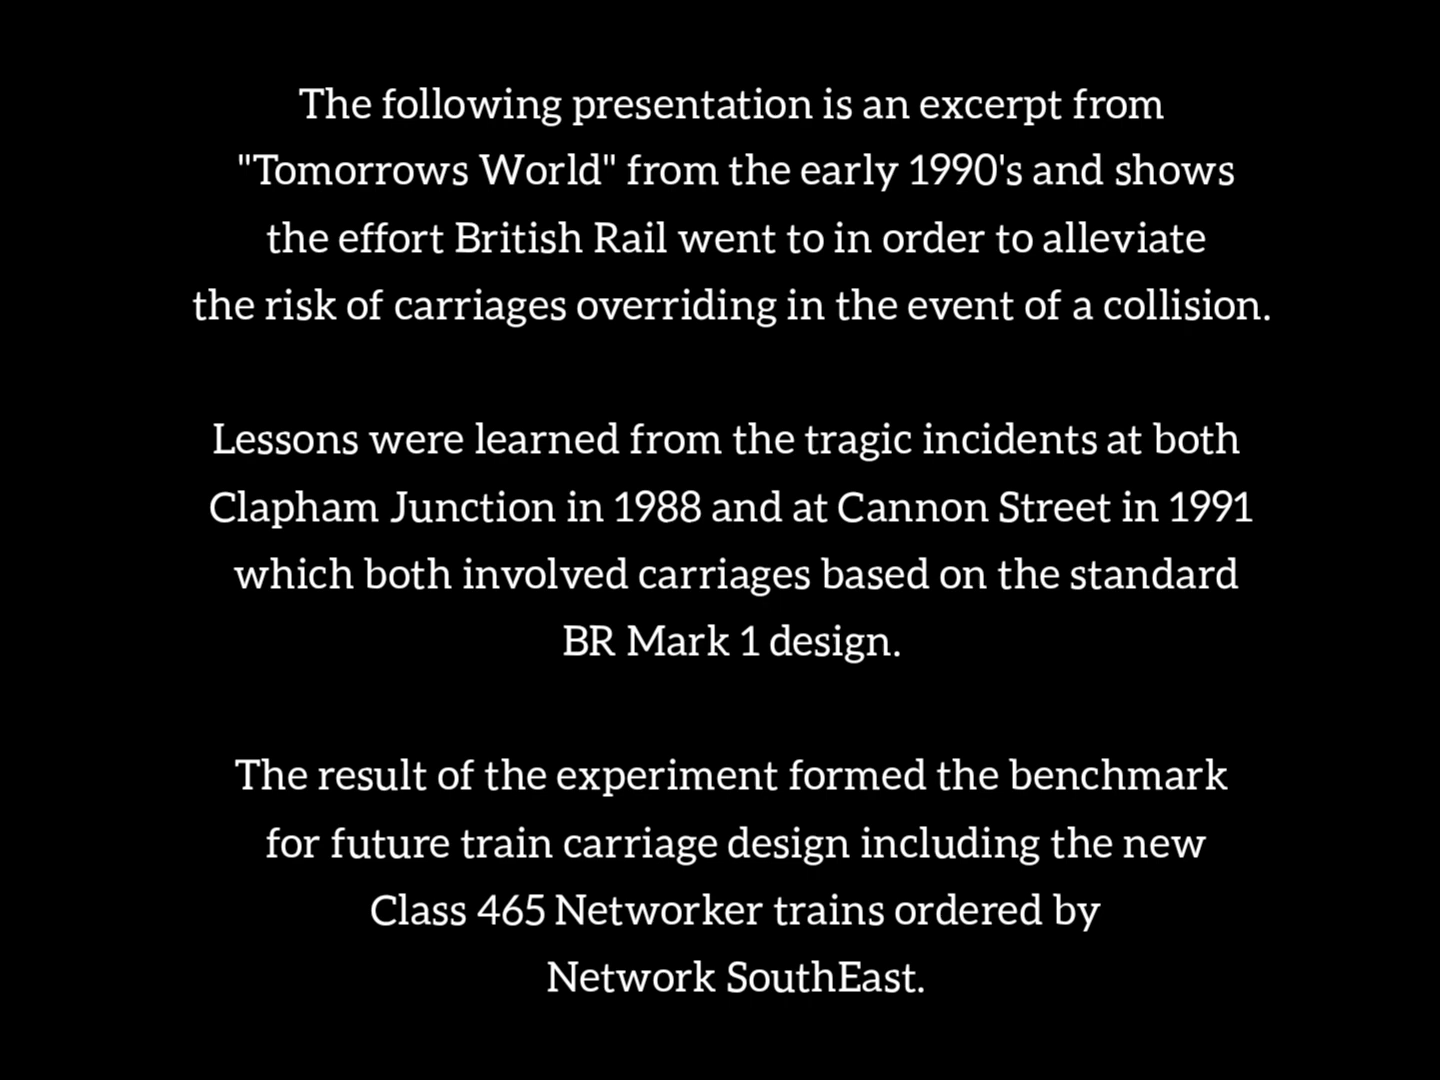 The following presentation is an excerpt from
"Tomorrows World" from the early 1990's and shows
the effort British Rail went to in order to alleviate
the risk of carriages overriding in the event of a collision.
Lessons were learned from the tragic incidents at both
Clapham Junction in 1988 and at Cannon Street in 1991
which both involved carriages based on the standard
BR Mark 1 design.
The result of the experiment formed the benchmark
for future train carriage design including the new
Class 465 Networker trains ordered by
Network SouthEast.